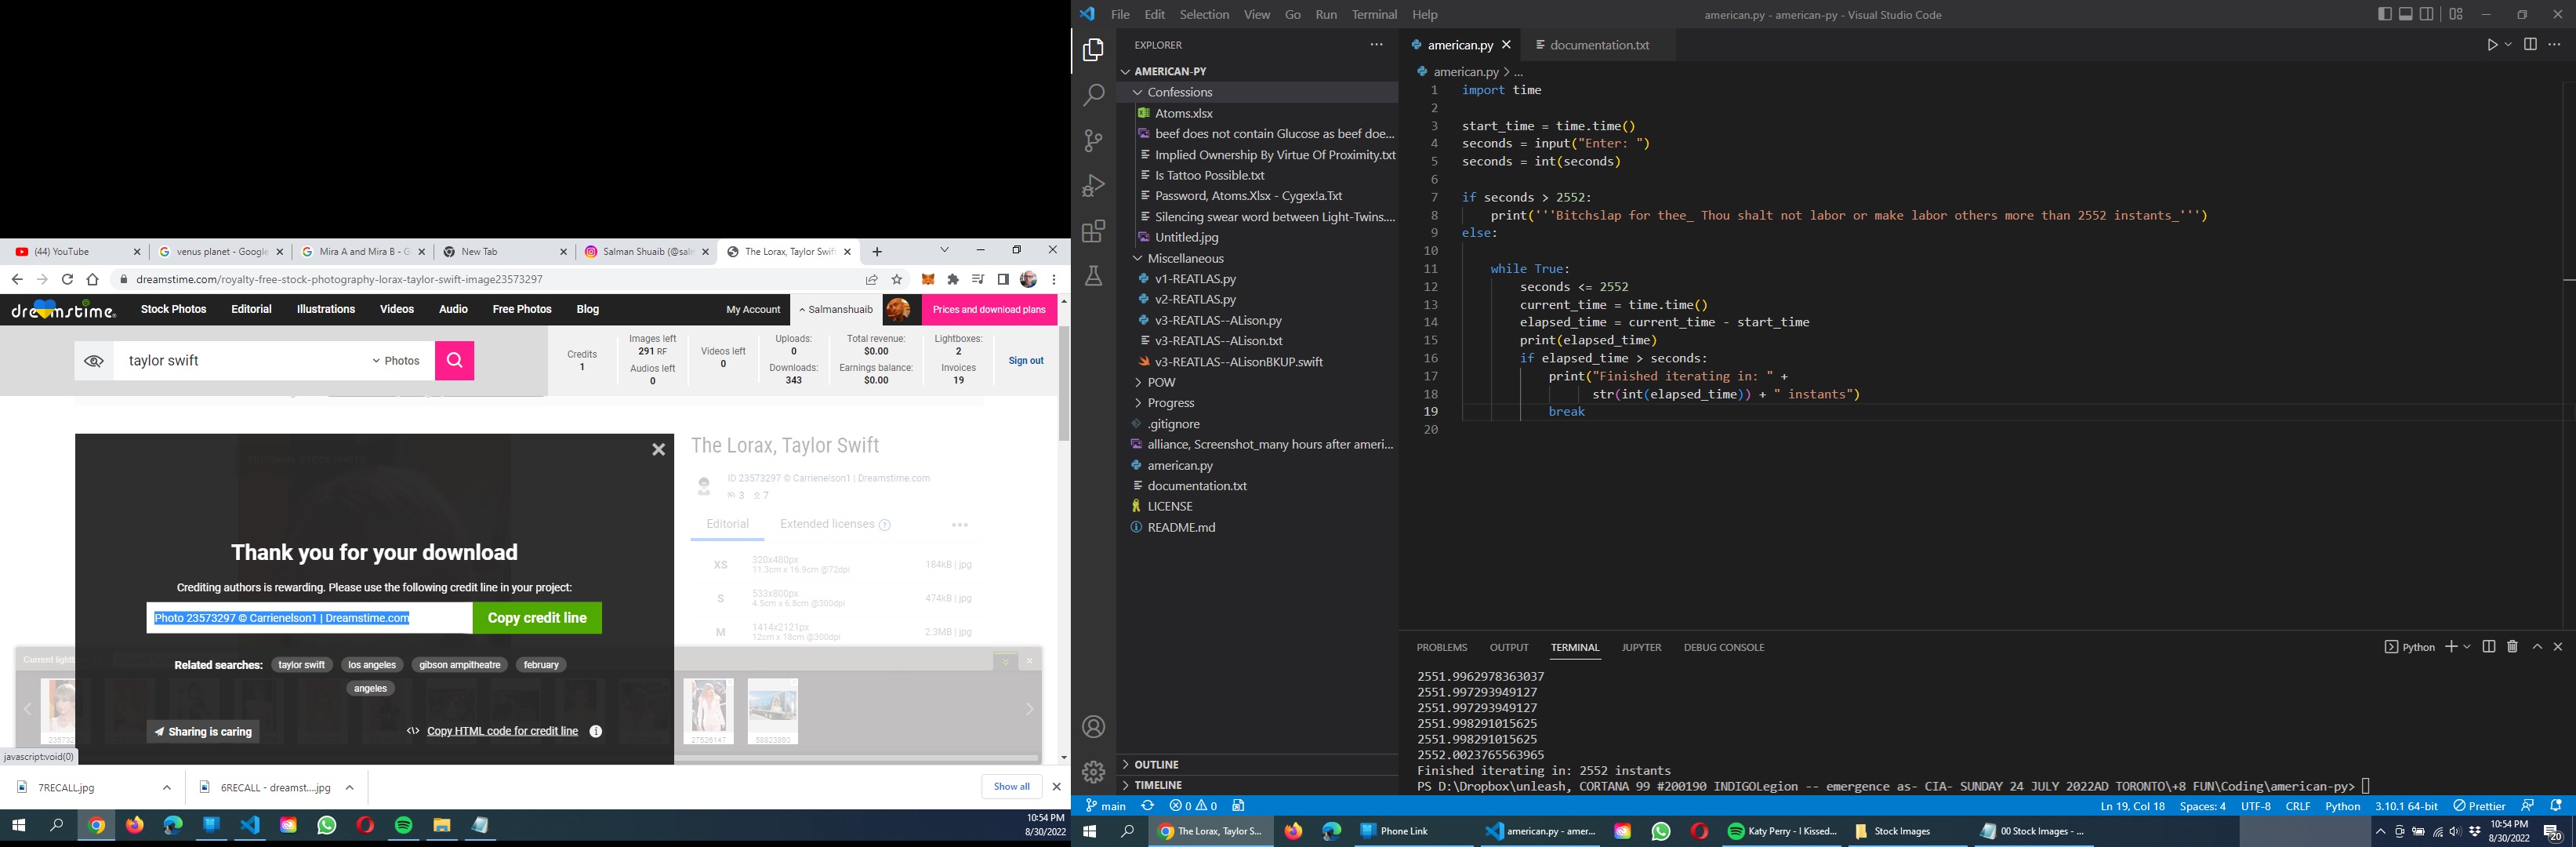 (44) YouTube
venus planet - Google
Mira A and Mira B - G
New Tab
Salman Shuaib (@salm
The Lorax, Taylor Swift
dreamstime.com/royalty-free-stock-photography-lorax-taylor-swift-image23573297
dreamstime.
Stock Photos Editorial Illustrations Videos Audio Free Photos Blog
My Account Salmanshuaib Prices and download plans
taylor swift
Photos
Credits
1
Images left
291 RF
Audios left
0
Videos left
0
Uploads:
0
Downloads:
343
Total revenue:
$0.00
Earnings balance:
$0.00
Lightboxes:
2
Invoices
19
Sign out
The Lorax, Taylor Swift
ID 23573297 © Carrienelson1 | Dreamstime.com
3 7
Editorial Extended licenses ?
XS 320x480px 184kB | jpg
11.3cm x 16.9cm @72dpi
S 533x800px 474kB | jpg
4.5cm x 6.8cm @300dpi
M 1414x2121px 2.3MB | jpg
12cm x 18cm @300dpi
Thank you for your download
Crediting authors is rewarding. Please use the following credit line in your project:
Photo 23573297 © Carrienelson1 | Dreamstime.com
Copy credit line
Related searches: taylor swift los angeles gibson ampitheatre february
angeles
Sharing is caring
Copy HTML code for credit line
27526147
58823890
javascript:void(0)
7RECALL.jpg
6RECALL - dreamst....jpg
Show all
10:54 PM
8/30/2022
File Edit Selection View Go Run Terminal Help
american.py - american-py - Visual Studio Code
EXPLORER
AMERICAN-PY
Confessions
Atoms.xlsx
beef does not contain Glucose as beef doe...
Implied Ownership By Virtue Of Proximity.txt
Is Tattoo Possible.txt
Password, Atoms.Xlsx - Cygex!a.Txt
Silencing swear word between Light-Twins....
Untitled.jpg
Miscellaneous
v1-REATLAS.py
v2-REATLAS.py
v3-REATLAS--ALison.py
v3-REATLAS--ALison.txt
v3-REATLAS--ALisonBKUP.swift
POW
Progress
.gitignore
alliance, Screenshot_many hours after ameri...
american.py
documentation.txt
LICENSE
README.md
OUTLINE
TIMELINE
american.py
documentation.txt
american.py > ...
1 import time
2
3 start_time = time.time()
4 seconds = input("Enter: ")
5 seconds = int(seconds)
6
7 if seconds > 2552:
8 print('''Bitchslap for thee_ Thou shalt not labor or make labor others more than 2552 instants_''')
9 else:
10
11 while True:
12 seconds <= 2552
13 current_time = time.time()
14 elapsed_time = current_time - start_time
15 print(elapsed_time)
16 if elapsed_time > seconds:
17 print("Finished iterating in: " +
18 str(int(elapsed_time)) + " instants")
19 break
20
PROBLEMS OUTPUT TERMINAL JUPYTER DEBUG CONSOLE
Python
2551.9962978363037
2551.997293949127
2551.997293949127
2551.998291015625
2551.998291015625
2552.0023765563965
Finished iterating in: 2552 instants
PS D:\Dropbox\unleash, CORTANA 99 #200190 INDIGOLegion -- emergence as- CIA- SUNDAY 24 JULY 2022AD TORONTO\+8 FUN\Coding\american-py>
main 0 0
Ln 19, Col 18 Spaces: 4 UTF-8 CRLF Python 3.10.1 64-bit Prettier
The Lorax, Taylor S...
Phone Link
american.py - amer...
Katy Perry - I Kissed...
Stock Images
00 Stock Images - ...
10:54 PM
8/30/2022
20